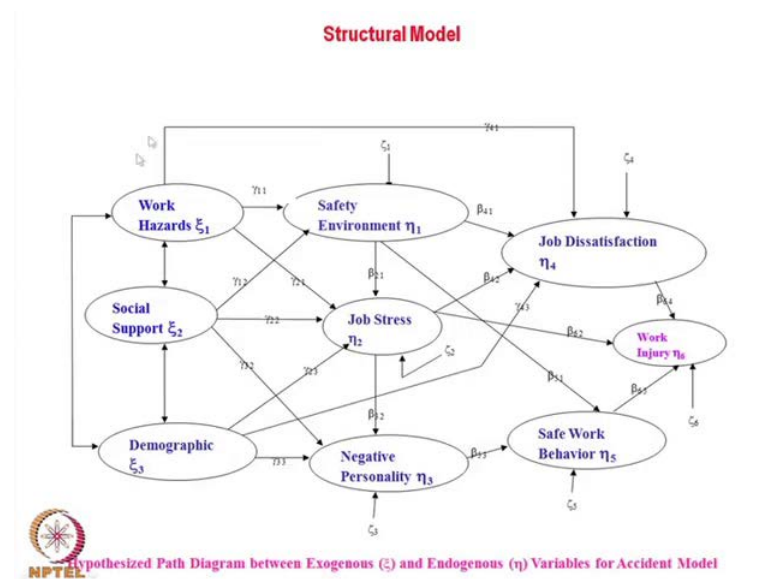 Structural Model
γ41
ζ1
ζ4
Work
Hazards ξ1
γ11
Safety
Environment η1
β41
Job Dissatisfaction
η4
γ12
γ21
β21
β42
γ43
β64
Social
Support ξ2
γ22
Job Stress
η2
β62
Work
Injury η6
ζ2
γ32
γ23
β51
β65
β32
ζ6
Demographic
ξ3
γ33
Negative
Personality η3
β53
Safe Work
Behavior η5
ζ3
ζ5
NPTEL
Hypothesized Path Diagram between Exogenous (ξ) and Endogenous (η) Variables for Accident Model